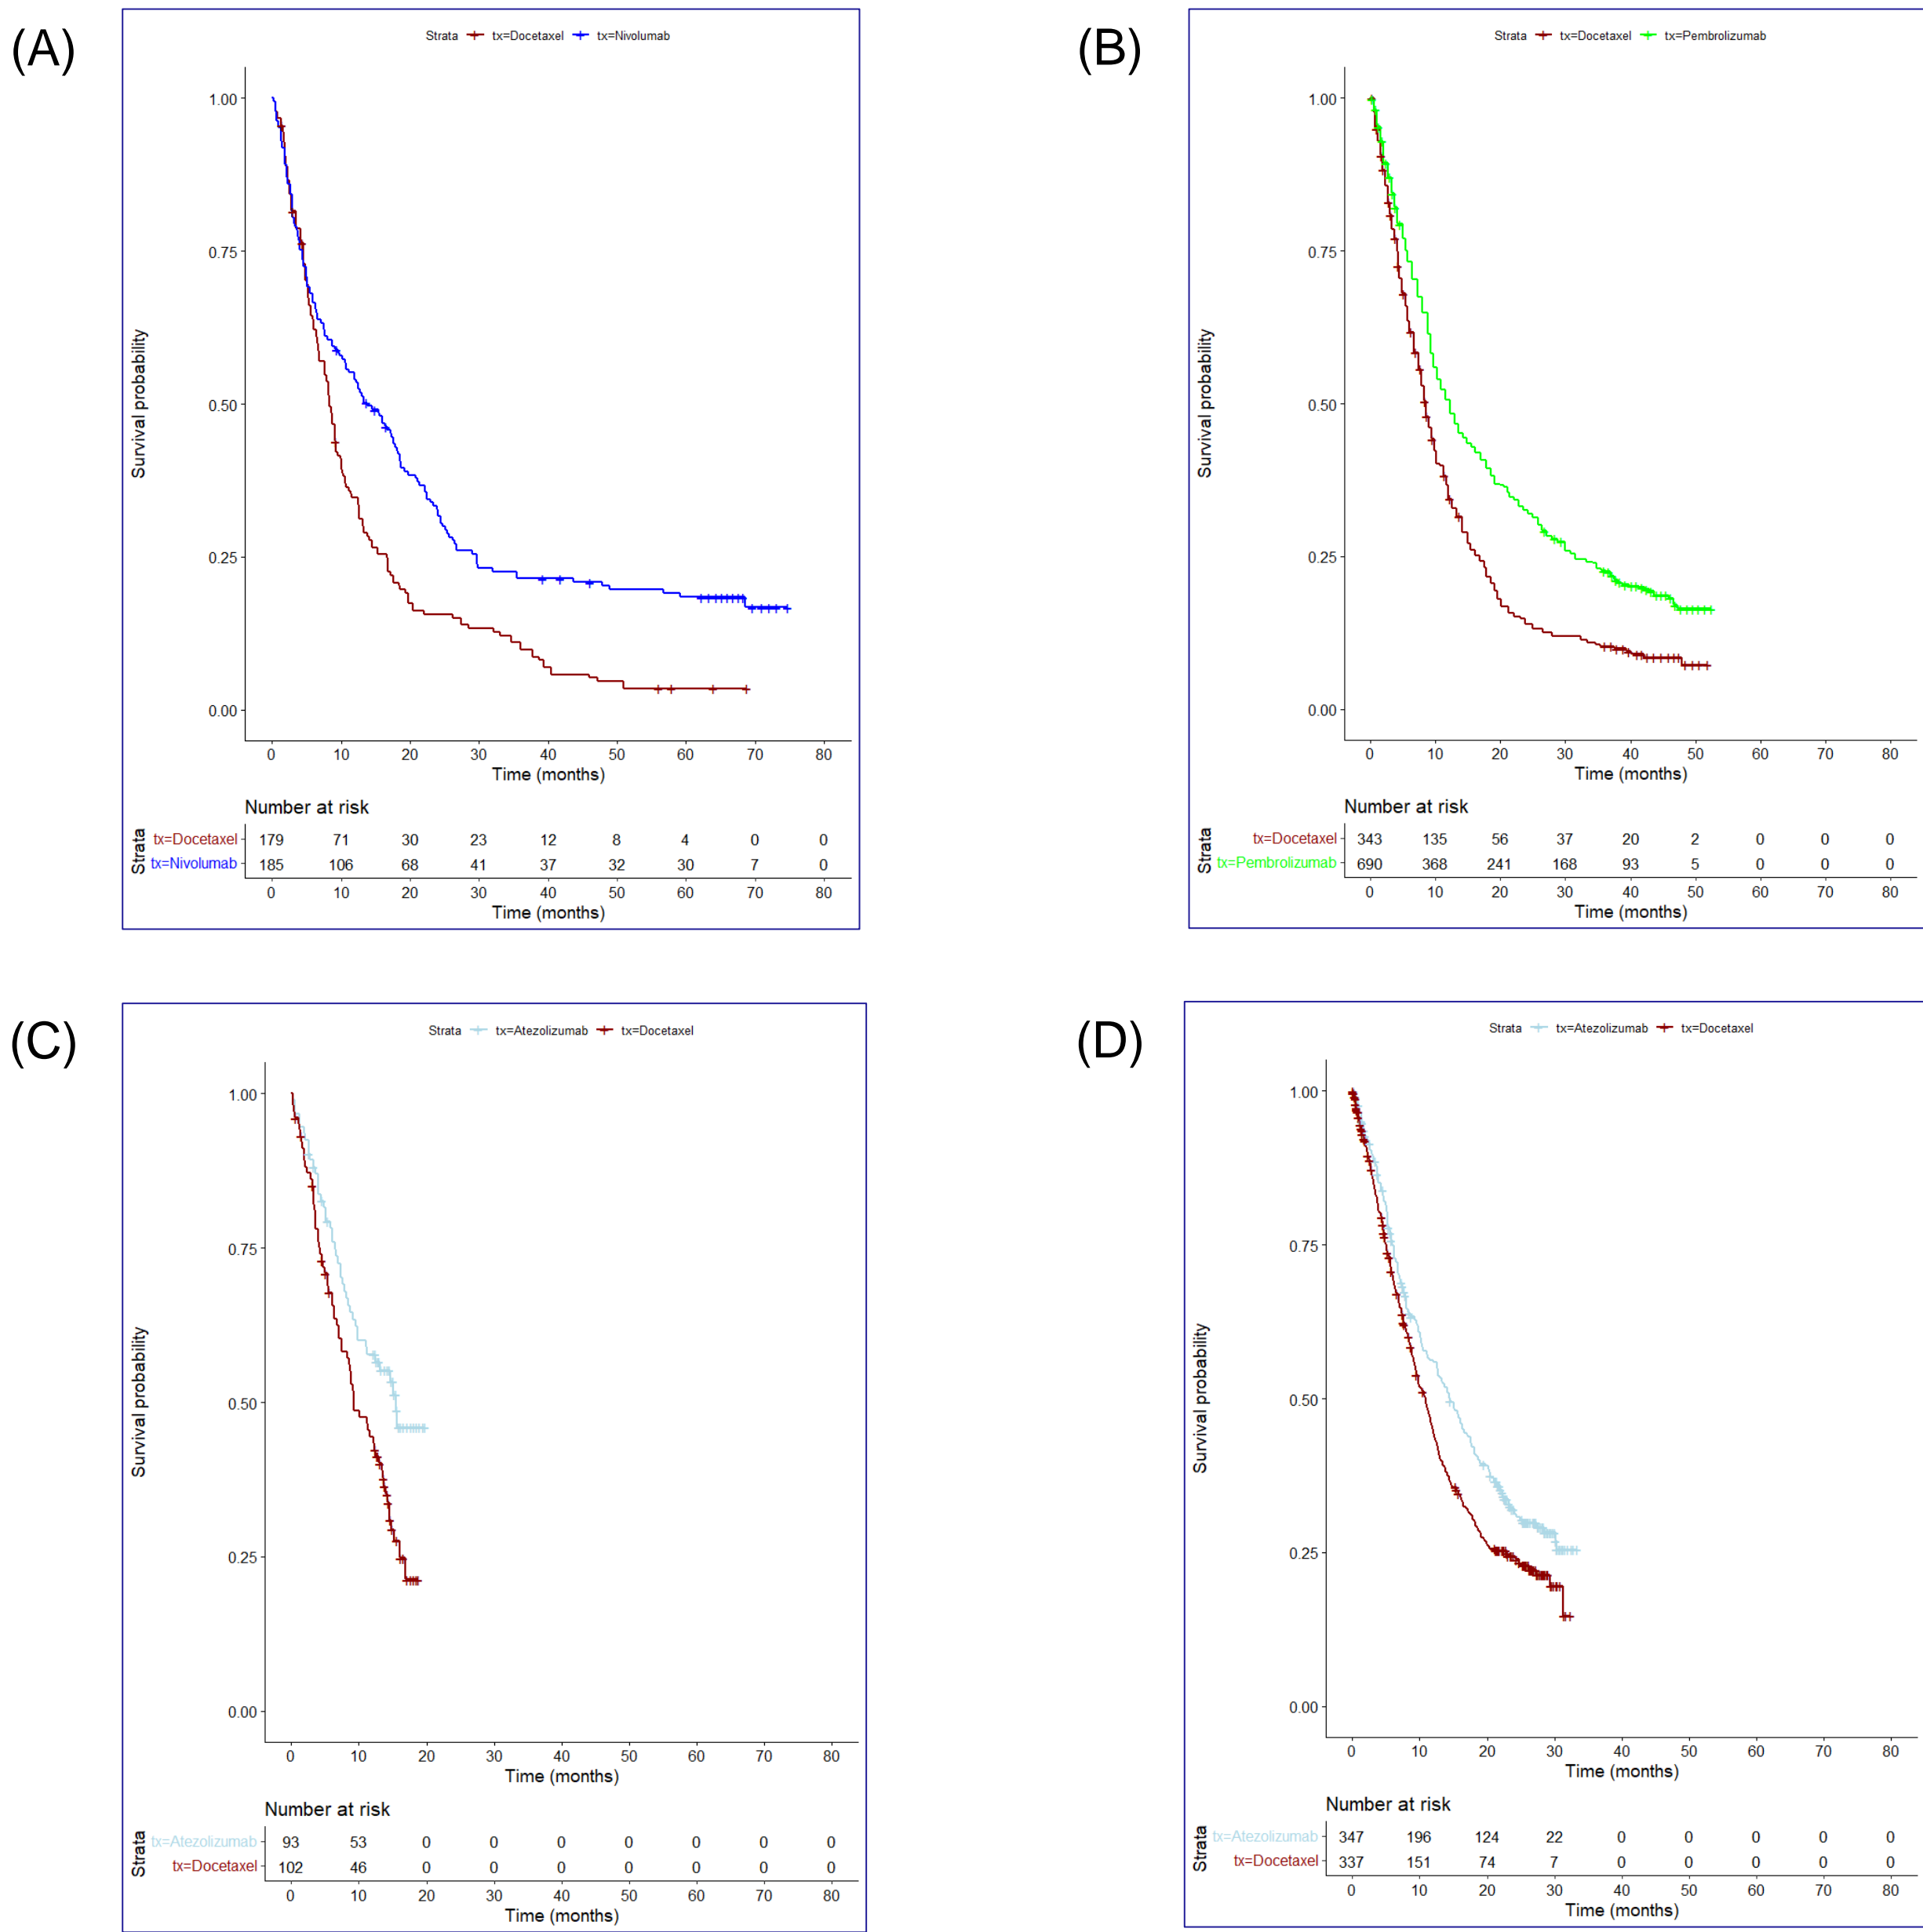 (A)
Strata tx=Docetaxel tx=Nivolumab
1.00
0.75
0.50
0.25
0.00
Survival probability
0 10 20 30 40 50 60 70 80
Time (months)
Number at risk
Strata
tx=Docetaxel 179 71 30 23 12 8 4 0 0
tx=Nivolumab 185 106 68 41 37 32 30 7 0
0 10 20 30 40 50 60 70 80
Time (months)
(B)
Strata tx=Docetaxel tx=Pembrolizumab
1.00
0.75
0.50
0.25
0.00
Survival probability
0 10 20 30 40 50 60 70 80
Time (months)
Number at risk
Strata
tx=Docetaxel 343 135 56 37 20 2 0 0 0
tx=Pembrolizumab 690 368 241 168 93 5 0 0 0
0 10 20 30 40 50 60 70 80
Time (months)
(C)
Strata tx=Atezolizumab tx=Docetaxel
1.00
0.75
0.50
0.25
0.00
Survival probability
0 10 20 30 40 50 60 70 80
Time (months)
Number at risk
Strata
tx=Atezolizumab 93 53 0 0 0 0 0 0 0
tx=Docetaxel 102 46 0 0 0 0 0 0 0
0 10 20 30 40 50 60 70 80
Time (months)
(D)
Strata tx=Atezolizumab tx=Docetaxel
1.00
0.75
0.50
0.25
0.00
Survival probability
0 10 20 30 40 50 60 70 80
Time (months)
Number at risk
Strata
tx=Atezolizumab 347 196 124 22 0 0 0 0 0
tx=Docetaxel 337 151 74 7 0 0 0 0 0
0 10 20 30 40 50 60 70 80
Time (months)